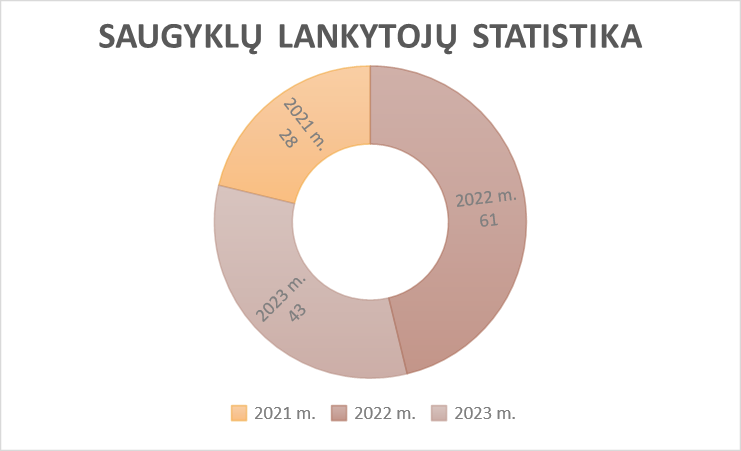 SAUGYKLŲ LANKYTOJŲ STATISTIKA
2021 m.
28
2022 m.
61
2023 m.
43
2021 m. 2022 m. 2023 m.